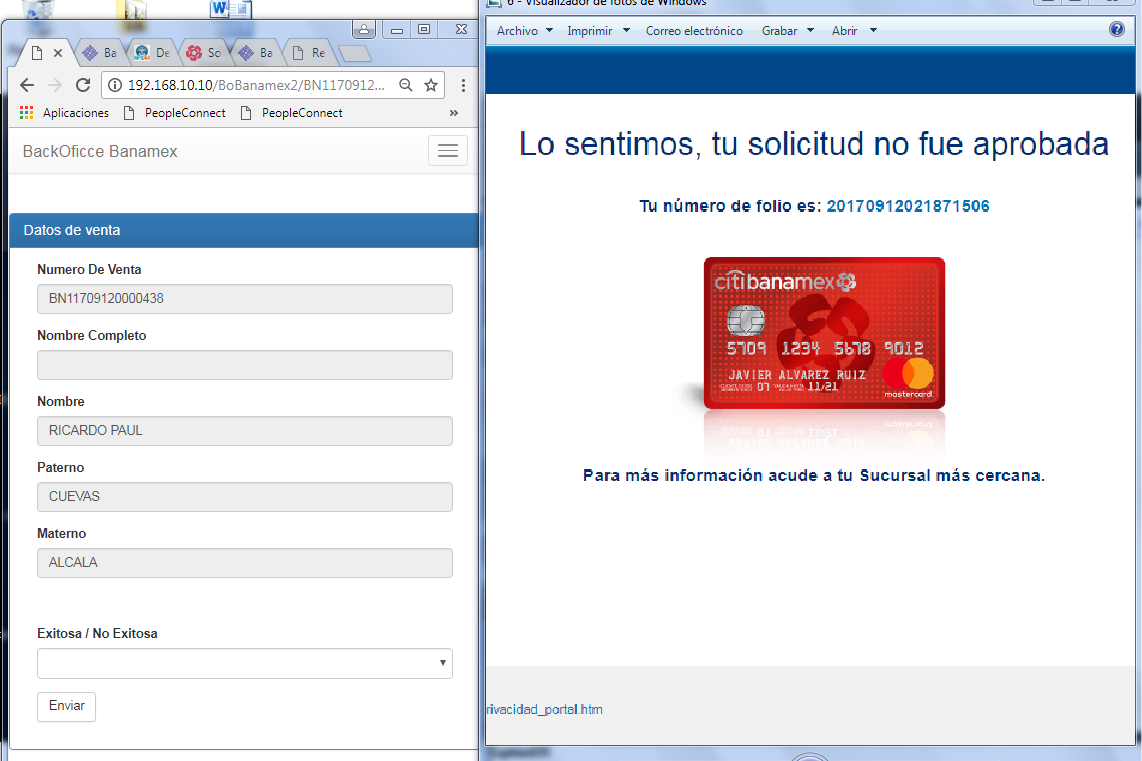 Ba
De
Sc
Ba
Re
192.168.10.10/BoBanamex2/BN1170912...
Aplicaciones
PeopleConnect
PeopleConnect
»
BackOficce Banamex
Datos de venta
Numero De Venta
BN11709120000438
Nombre Completo
Nombre
RICARDO PAUL
Paterno
CUEVAS
Materno
ALCALA
Exitosa / No Exitosa
Enviar
6 - Visualizador de fotos de Windows
Archivo Imprimir Correo electrónico Grabar Abrir
Lo sentimos, tu solicitud no fue aprobada
Tu número de folio es: 20170912021871506
citibanamex
5709 1234 5678 9012
JAVIER ALVAREZ RUIZ
07 11/21
mastercard
Para más información acude a tu Sucursal más cercana.
rivacidad_portal.htm